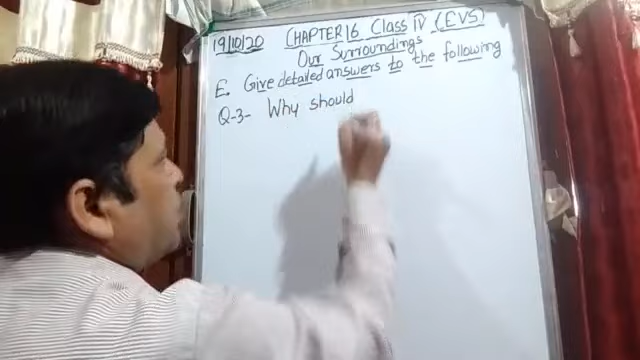 19/10/20 CHAPTER 16 Class IV (EVS)
Our Surroundings
E. Give detailed answers to the following
Q-3- Why should